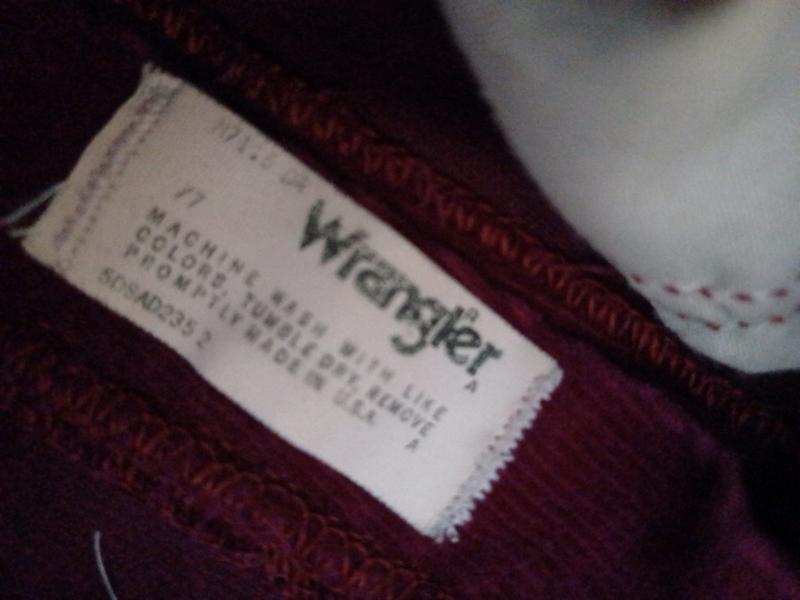 Wrangler
R
MACHINE WASH WITH LIKE A
COLORS. TUMBLE DRY. REMOVE
PROMPTLY MADE IN U.S.A. A
5DSAD235 2